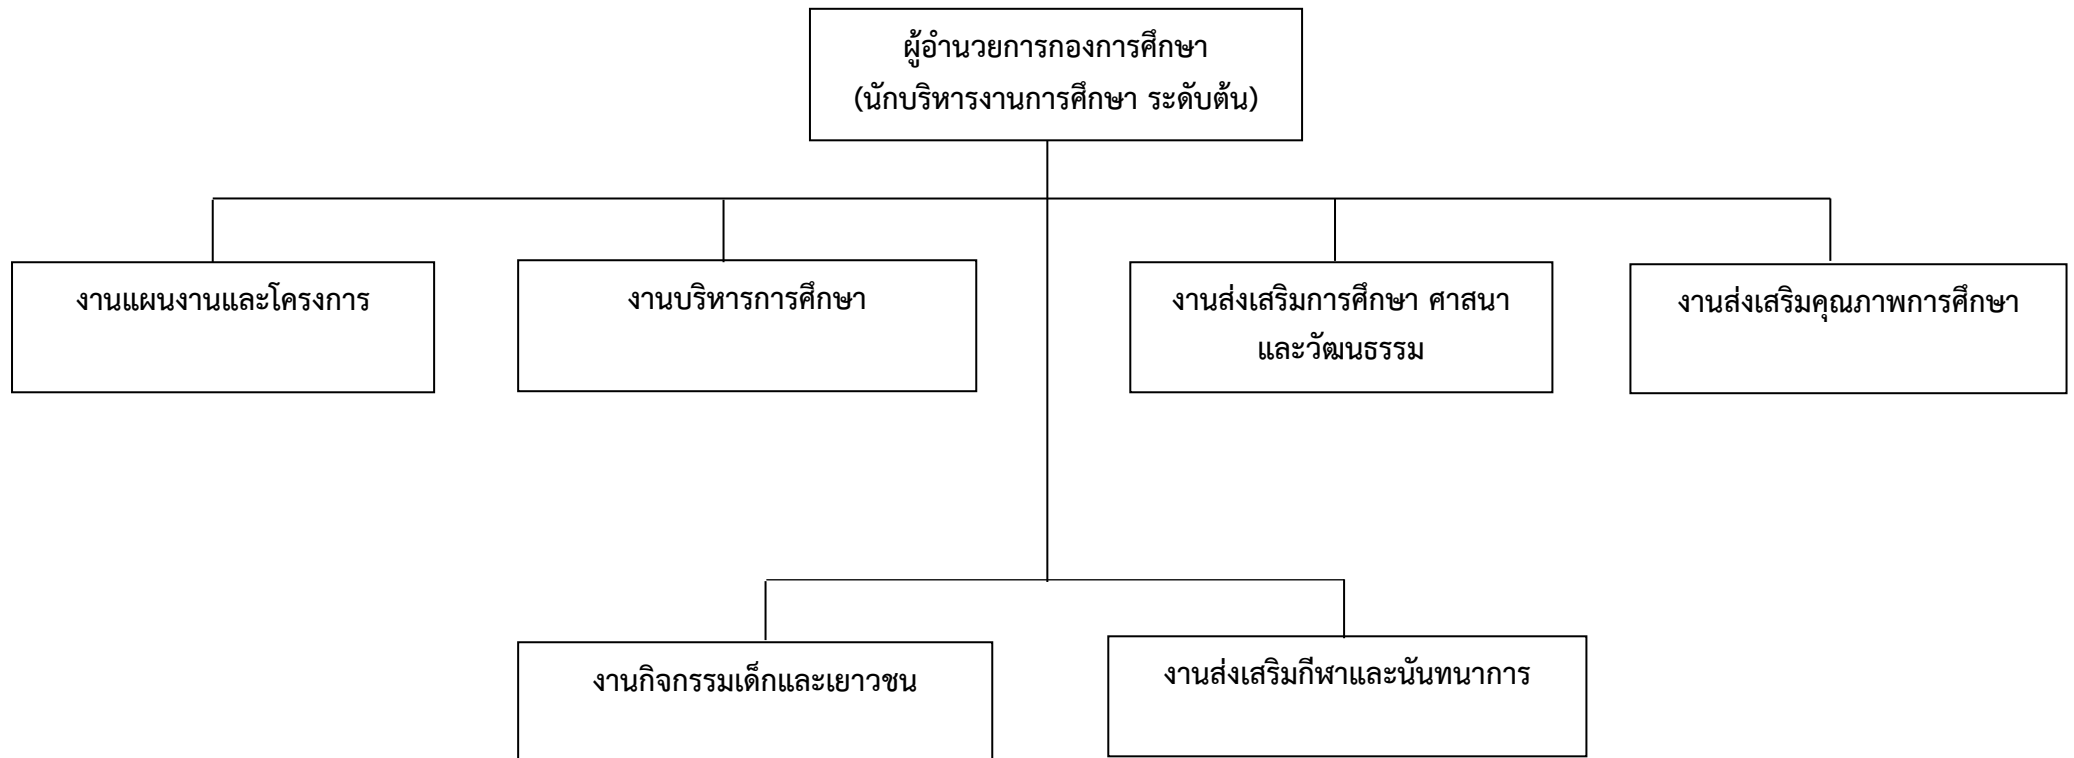 ผู้อำนวยการกองการศึกษา
(นักบริหารงานการศึกษา ระดับต้น)
งานแผนงานและโครงการ
งานบริหารการศึกษา
งานส่งเสริมการศึกษา ศาสนา
และวัฒนธรรม
งานส่งเสริมคุณภาพการศึกษา
งานกิจกรรมเด็กและเยาวชน
งานส่งเสริมกีฬาและนันทนาการ